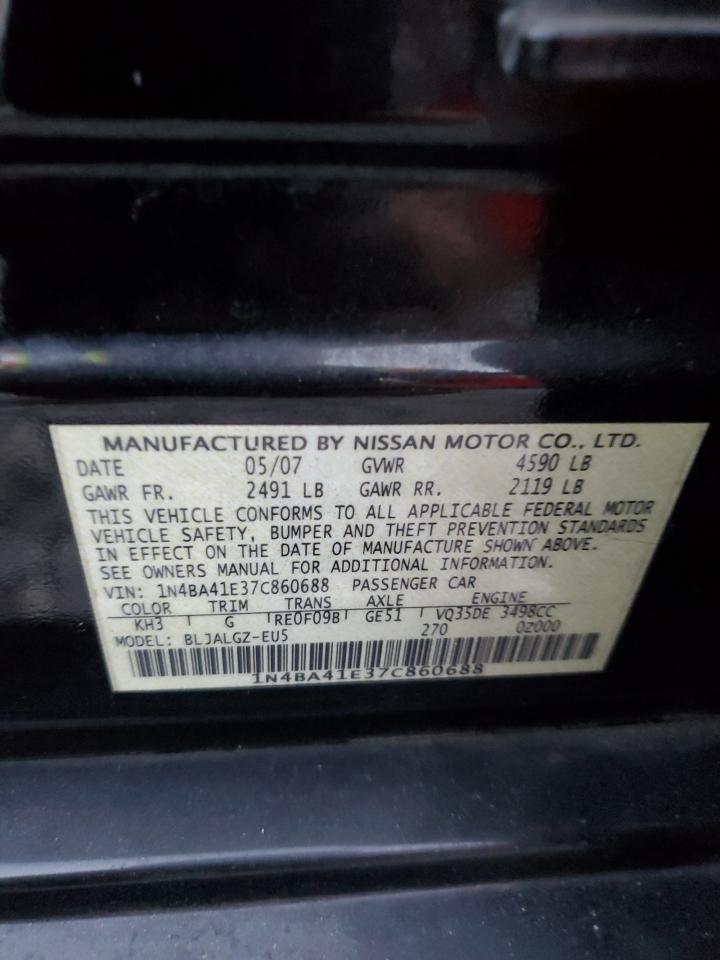 MANUFACTURED BY NISSAN MOTOR CO., LTD.
DATE 05/07 GVWR 4590 LB
GAWR FR. 2491 LB GAWR RR. 2119 LB
THIS VEHICLE CONFORMS TO ALL APPLICABLE FEDERAL MOTOR
VEHICLE SAFETY, BUMPER AND THEFT PREVENTION STANDARDS
IN EFFECT ON THE DATE OF MANUFACTURE SHOWN ABOVE.
SEE OWNERS MANUAL FOR ADDITIONAL INFORMATION.
VIN: 1N4BA41E37C860688 PASSENGER CAR
COLOR TRIM TRANS AXLE ENGINE
KH3 G RE0F09B GE51 VQ35DE 3498CC
MODEL: BLJALGZ-EU5 270 0Z000
1N4BA41E37C860688